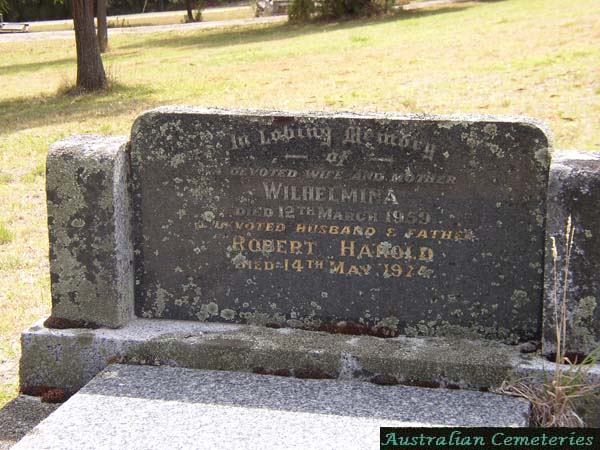 In Loving Memory
of
DEVOTED WIFE AND MOTHER
WILHELMINA
DIED 12TH MARCH 1959
DEVOTED HUSBAND & FATHER
ROBERT HAROLD
DIED 14TH MAY
Australian Cemeteries